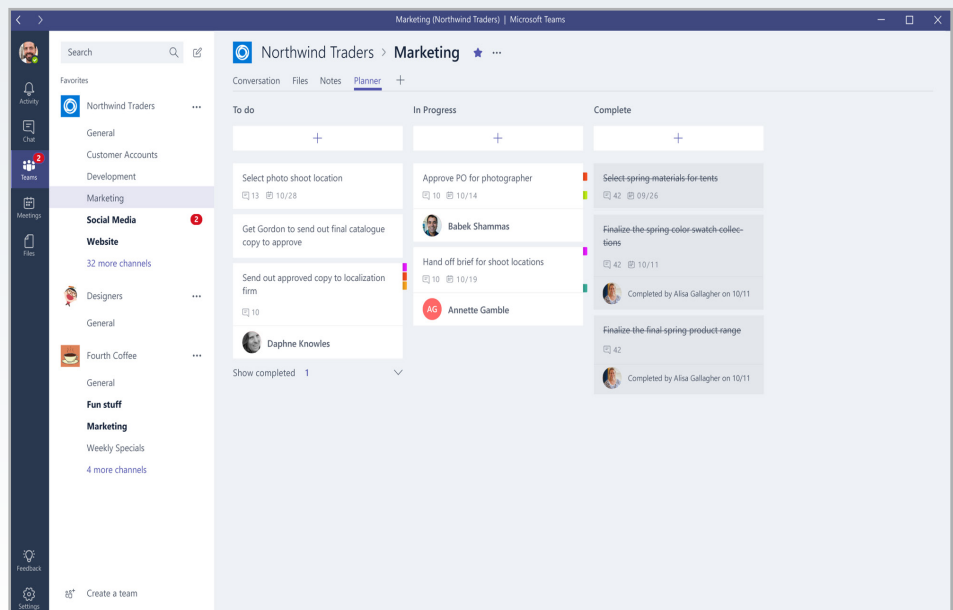 Marketing (Northwind Traders) | Microsoft Teams
Activity
Chat
2
Teams
Meetings
Files
Feedback
Settings
Search
Favorites
Northwind Traders
General
Customer Accounts
Development
Marketing
Social Media 2
Website
32 more channels
Designers
General
Fourth Coffee
General
Fun stuff
Marketing
Weekly Specials
4 more channels
Create a team
Northwind Traders > Marketing
Conversation Files Notes Planner
To do
Select photo shoot location
13 10/28
Get Gordon to send out final catalogue
copy to approve
Send out approved copy to localization
firm
10
Daphne Knowles
Show completed 1
In Progress
Approve PO for photographer
10 10/14
Babek Shammas
Hand off brief for shoot locations
10 10/19
AG Annette Gamble
Complete
Select spring materials for tents
42 09/26
Finalize the spring color swatch collec-
tions
42 10/11
Completed by Alisa Gallagher on 10/11
Finalize the final spring product range
42
Completed by Alisa Gallagher on 10/11